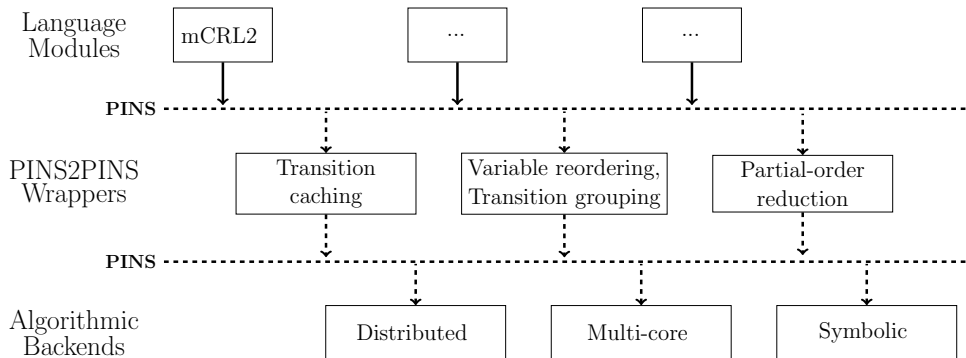 Language
Modules
mCRL2
...
...
PINS
PINS2PINS
Wrappers
Transition
caching
Variable reordering,
Transition grouping
Partial-order
reduction
PINS
Algorithmic
Backends
Distributed
Multi-core
Symbolic